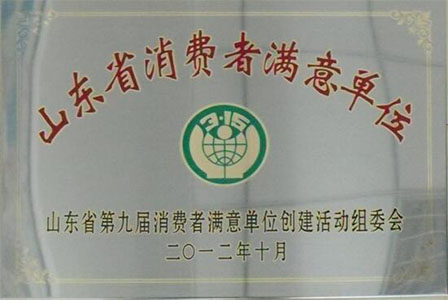 山东省消费者满意单位
3·15
山东省第九届消费者满意单位创建活动组委会
二〇一二年十月